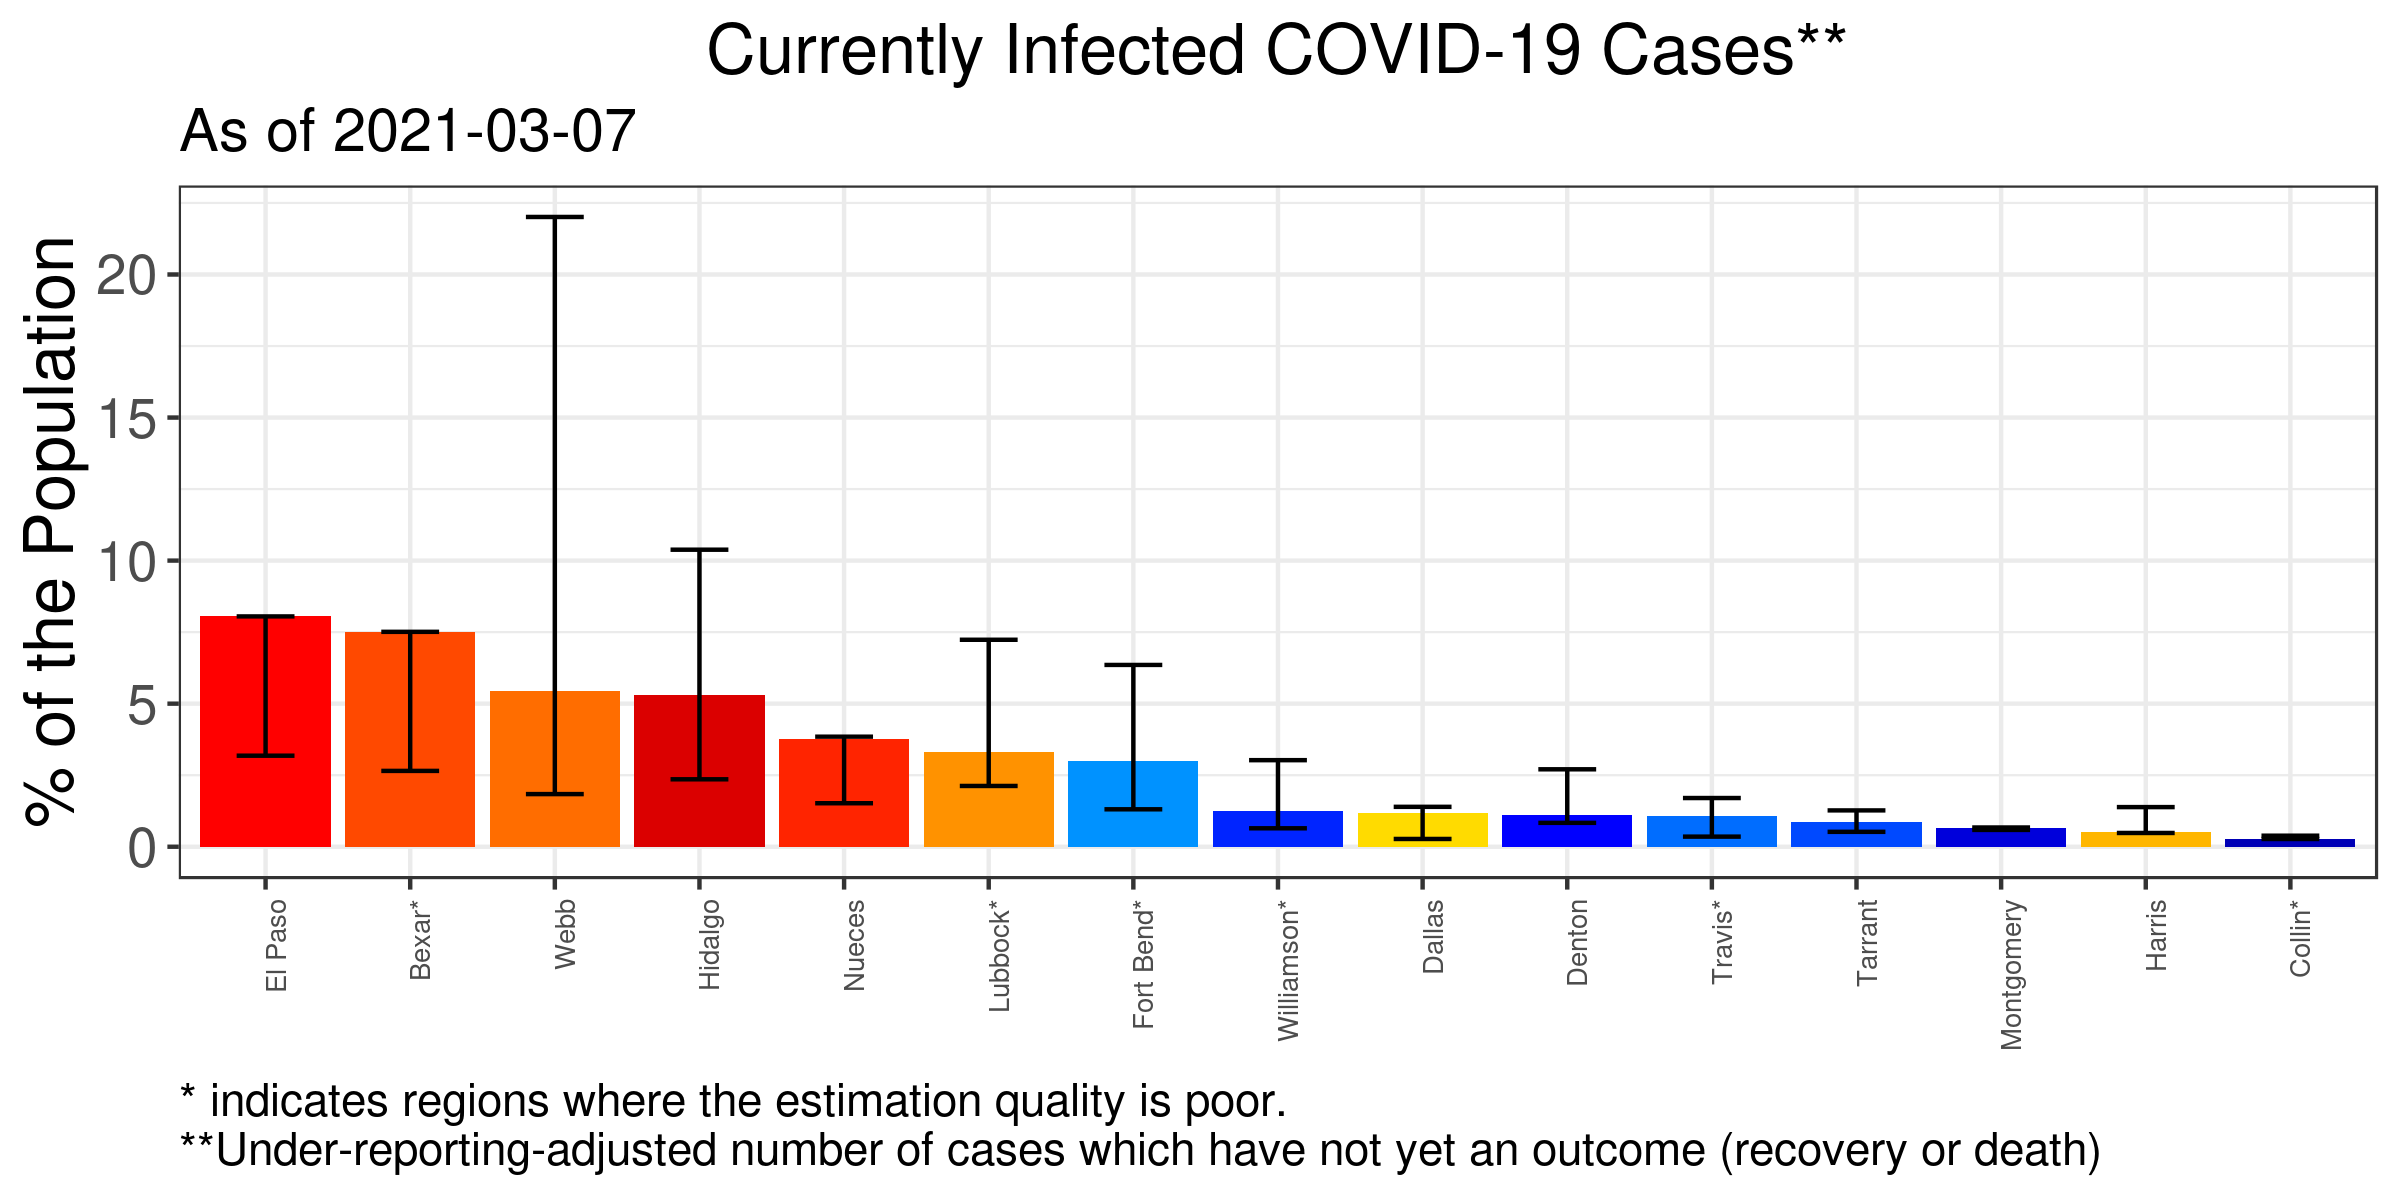 Currently Infected COVID-19 Cases**
As of 2021-03-07
% of the Population
20
15
10
5
0
El Paso
Bexar*
Webb
Hidalgo
Nueces
Lubbock*
Fort Bend*
Williamson*
Dallas
Denton
Travis*
Tarrant
Montgomery
Harris
Collin*
* indicates regions where the estimation quality is poor.
**Under-reporting-adjusted number of cases which have not yet an outcome (recovery or death)